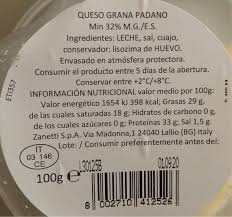 QUESO GRANA PADANO
Min 32% M.G./E.S.
Ingredientes: LECHE, sal, cuajo,
conservador: lisozima de HUEVO.
Envasado en atmósfera protectora.
Consumir el producto entre 5 días de la abertura.
Conservar entre +2°C/+8°C.
INFORMACIÓN NUTRICIONAL valor medio por 100g:
Valor energético 1654 kJ 398 kcal; Grasas 29 g,
de las cuales saturadas 18 g; Hidratos de carbono 0 g,
de los cuales azúcares 0 g; Proteínas 33 g; Sal 1,5 g.
Zanetti S.p.A. Via Madonna,1 24040 Lallio (BG) Italy
Lote: / Consumir preferentemente antes del:
L30125B
01.09.20
IT
03 146
CE
100g e
8 002710 412526
ETI357